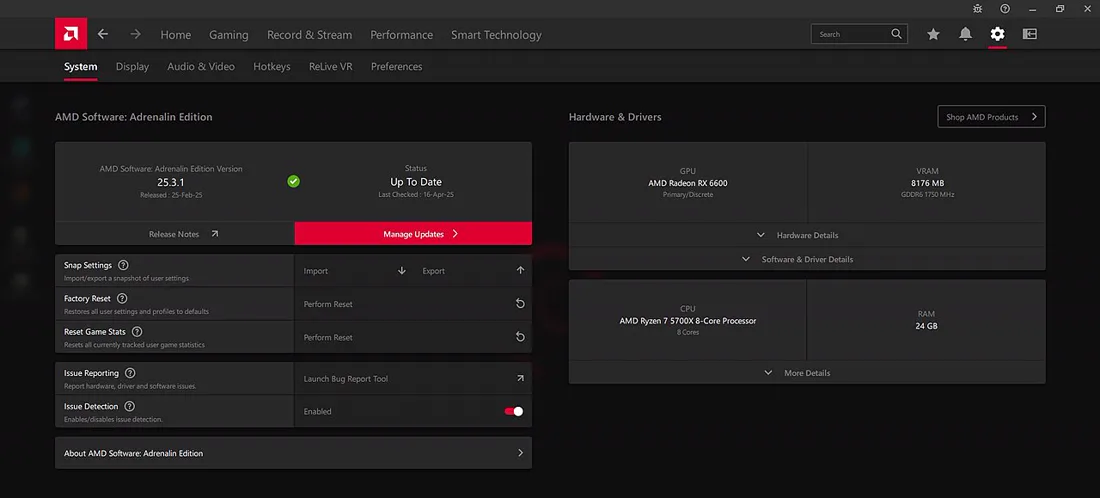 Home Gaming Record & Stream Performance Smart Technology Search
System Display Audio & Video Hotkeys ReLive VR Preferences
AMD Software: Adrenalin Edition
AMD Software: Adrenalin Edition Version
25.3.1
Released : 25-Feb-25
Status
Up To Date
Last Checked : 16-Apr-25
Release Notes
Manage Updates
Snap Settings
Import/export a snapshot of user settings
Import Export
Factory Reset
Restores all user settings and profiles to defaults
Perform Reset
Reset Game Stats
Resets all currently tracked user game statistics
Perform Reset
Issue Reporting
Report hardware, driver and software issues.
Launch Bug Report Tool
Issue Detection
Enables/disables issue detection.
Enabled
About AMD Software: Adrenalin Edition
Hardware & Drivers
Shop AMD Products
GPU
AMD Radeon RX 6600
Primary/Discrete
VRAM
8176 MB
GDDR6 1750 MHz
Hardware Details
Software & Driver Details
CPU
AMD Ryzen 7 5700X 8-Core Processor
8 Cores
RAM
24 GB
More Details